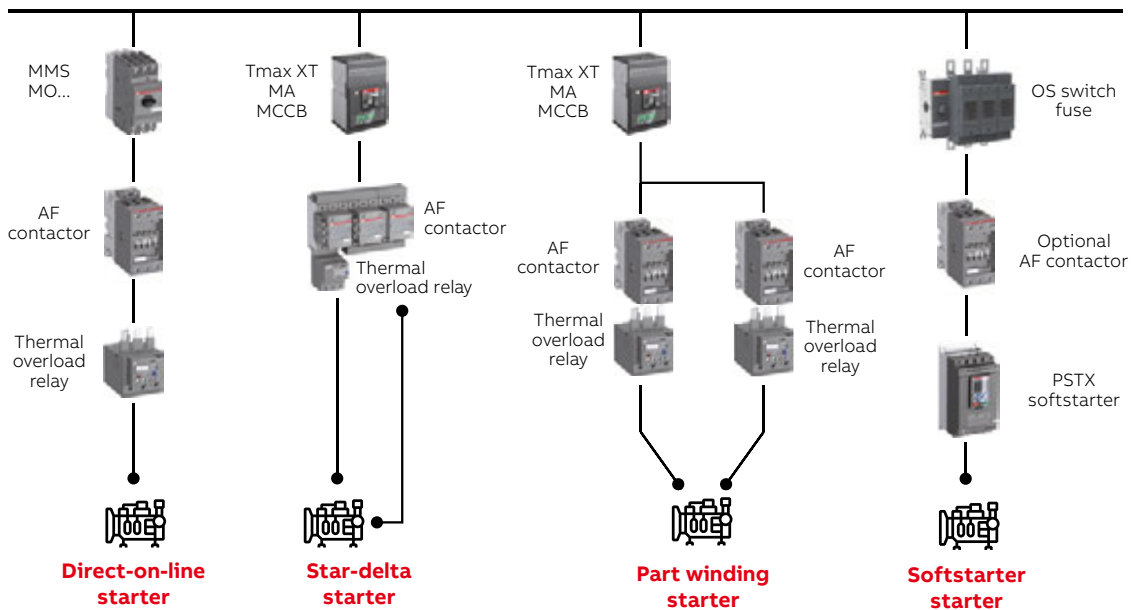 MMS
MO...
AF
contactor
Thermal
overload
relay
Direct-on-line
starter
Tmax XT
MA
MCCB
AF
contactor
Thermal
overload relay
Star-delta
starter
Tmax XT
MA
MCCB
AF
contactor
Thermal
overload
relay
AF
contactor
Thermal
overload
relay
Part winding
starter
OS switch
fuse
Optional
AF contactor
PSTX
softstarter
Softstarter
starter